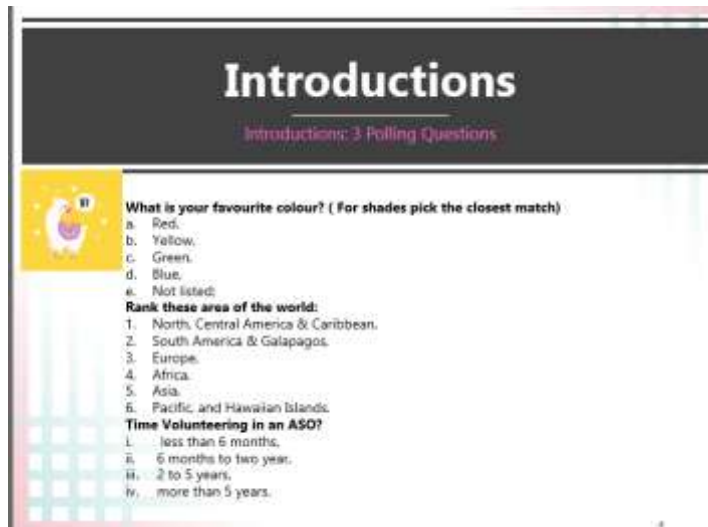 Introductions
Introductions: 3 Polling Questions
What is your favourite colour? ( For shades pick the closest match)
a. Red.
b. Yellow.
c. Green.
d. Blue.
e. Not listed;
Rank these area of the world:
1. North, Central America & Caribbean.
2. South America & Galapagos.
3. Europe.
4. Africa.
5. Asia.
6. Pacific, and Hawaiian Islands.
Time Volunteering in an ASO?
i. less than 6 months.
ii. 6 months to two year.
iii. 2 to 5 years.
iv. more than 5 years.